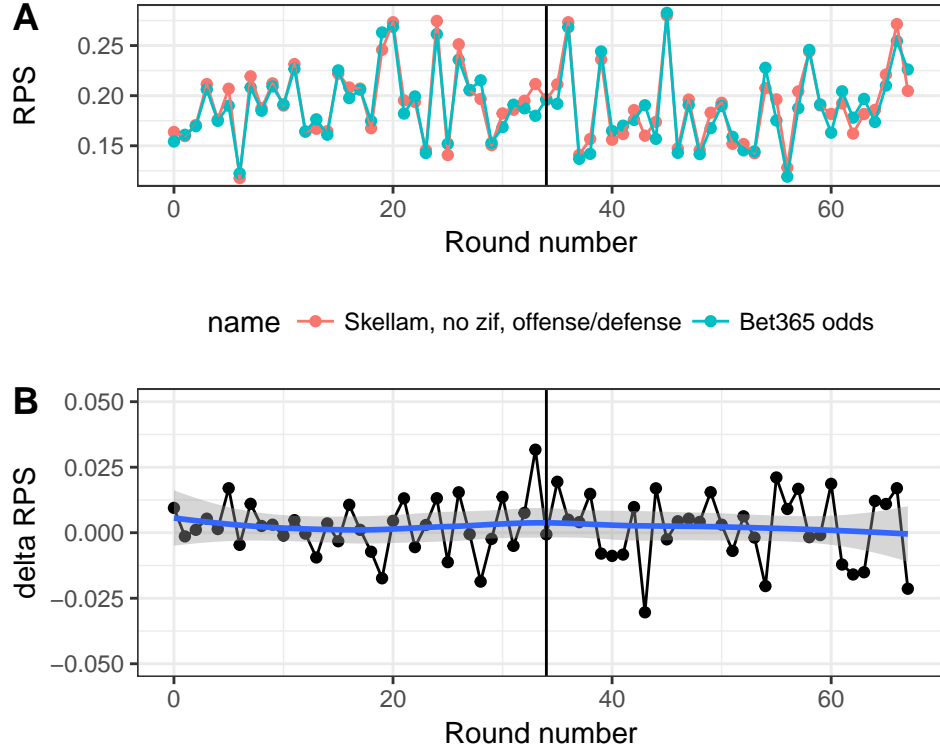 A
RPS
0.25
0.20
0.15
0 20 40 60
Round number
name Skellam, no zif, offense/defense Bet365 odds
B
delta RPS
0.050
0.025
0.000
−0.025
−0.050
0 20 40 60
Round number